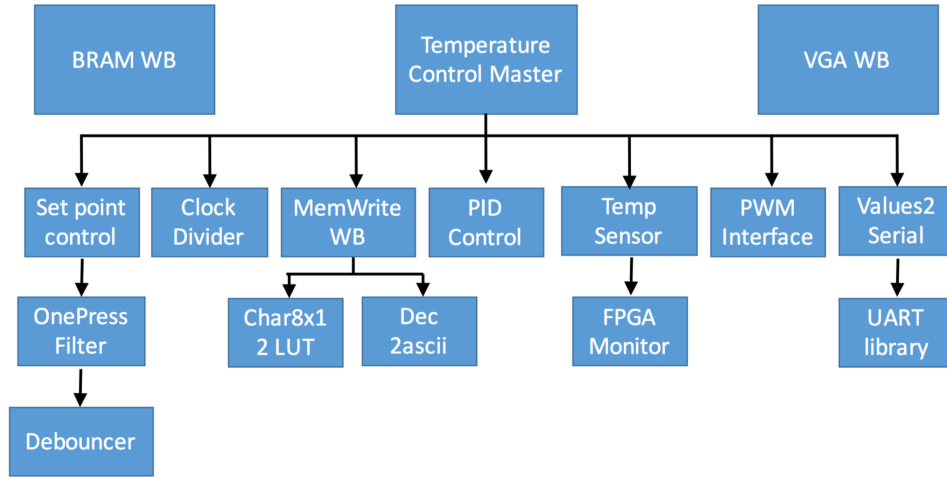 BRAM WB
Temperature
Control Master
VGA WB
Set point
control
Clock
Divider
MemWrite
WB
PID
Control
Temp
Sensor
PWM
Interface
Values2
Serial
OnePress
Filter
Char8x1
2 LUT
Dec
2ascii
FPGA
Monitor
UART
library
Debouncer